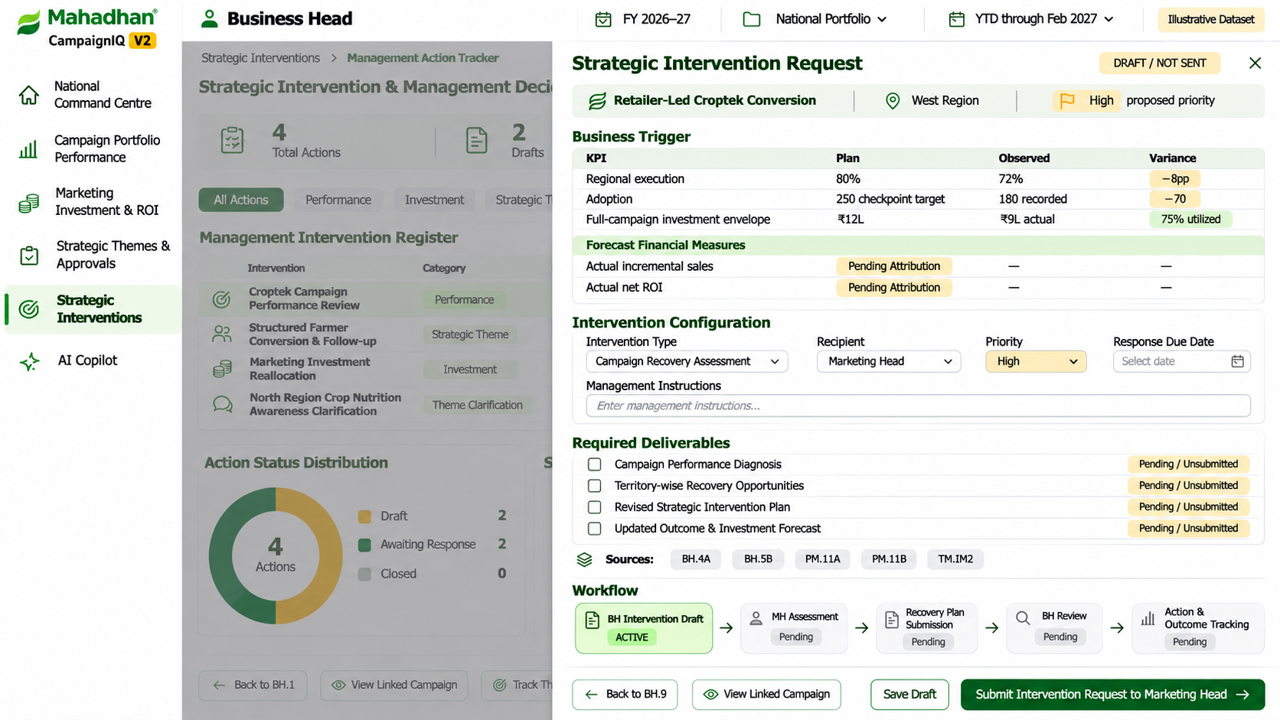 Mahadhan®
CampaignIQ V2
Business Head
FY 2026–27
National Portfolio
YTD through Feb 2027
Illustrative Dataset
National
Command Centre
Campaign Portfolio
Performance
Marketing
Investment & ROI
Strategic Themes &
Approvals
Strategic
Interventions
AI Copilot
Strategic Interventions > Management Action Tracker
Strategic Intervention & Management Deci
4
Total Actions
2
Drafts
All Actions
Performance
Investment
Strategic T
Management Intervention Register
Intervention Category
Croptek Campaign
Performance Review
Performance
Structured Farmer
Conversion & Follow-up
Strategic Theme
Marketing Investment
Reallocation
Investment
North Region Crop Nutrition
Awareness Clarification
Theme Clarification
Action Status Distribution
S
4
Actions
Draft 2
Awaiting Response 2
Closed 0
← Back to BH.1
View Linked Campaign
Track Th
Strategic Intervention Request
DRAFT / NOT SENT
Retailer-Led Croptek Conversion
West Region
High proposed priority
Business Trigger
KPI Plan Observed Variance
Regional execution 80% 72% −8pp
Adoption 250 checkpoint target 180 recorded −70
Full-campaign investment envelope ₹12L ₹9L actual 75% utilized
Forecast Financial Measures
Actual incremental sales Pending Attribution — —
Actual net ROI Pending Attribution — —
Intervention Configuration
Intervention Type Recipient Priority Response Due Date
Campaign Recovery Assessment Marketing Head High Select date
Management Instructions
Enter management instructions...
Required Deliverables
Campaign Performance Diagnosis Pending / Unsubmitted
Territory-wise Recovery Opportunities Pending / Unsubmitted
Revised Strategic Intervention Plan Pending / Unsubmitted
Updated Outcome & Investment Forecast Pending / Unsubmitted
Sources: BH.4A BH.5B PM.11A PM.11B TM.IM2
Workflow
BH Intervention Draft
ACTIVE
→
MH Assessment
Pending
→
Recovery Plan
Submission
Pending
→
BH Review
Pending
→
Action &
Outcome Tracking
Pending
← Back to BH.9
View Linked Campaign
Save Draft
Submit Intervention Request to Marketing Head →